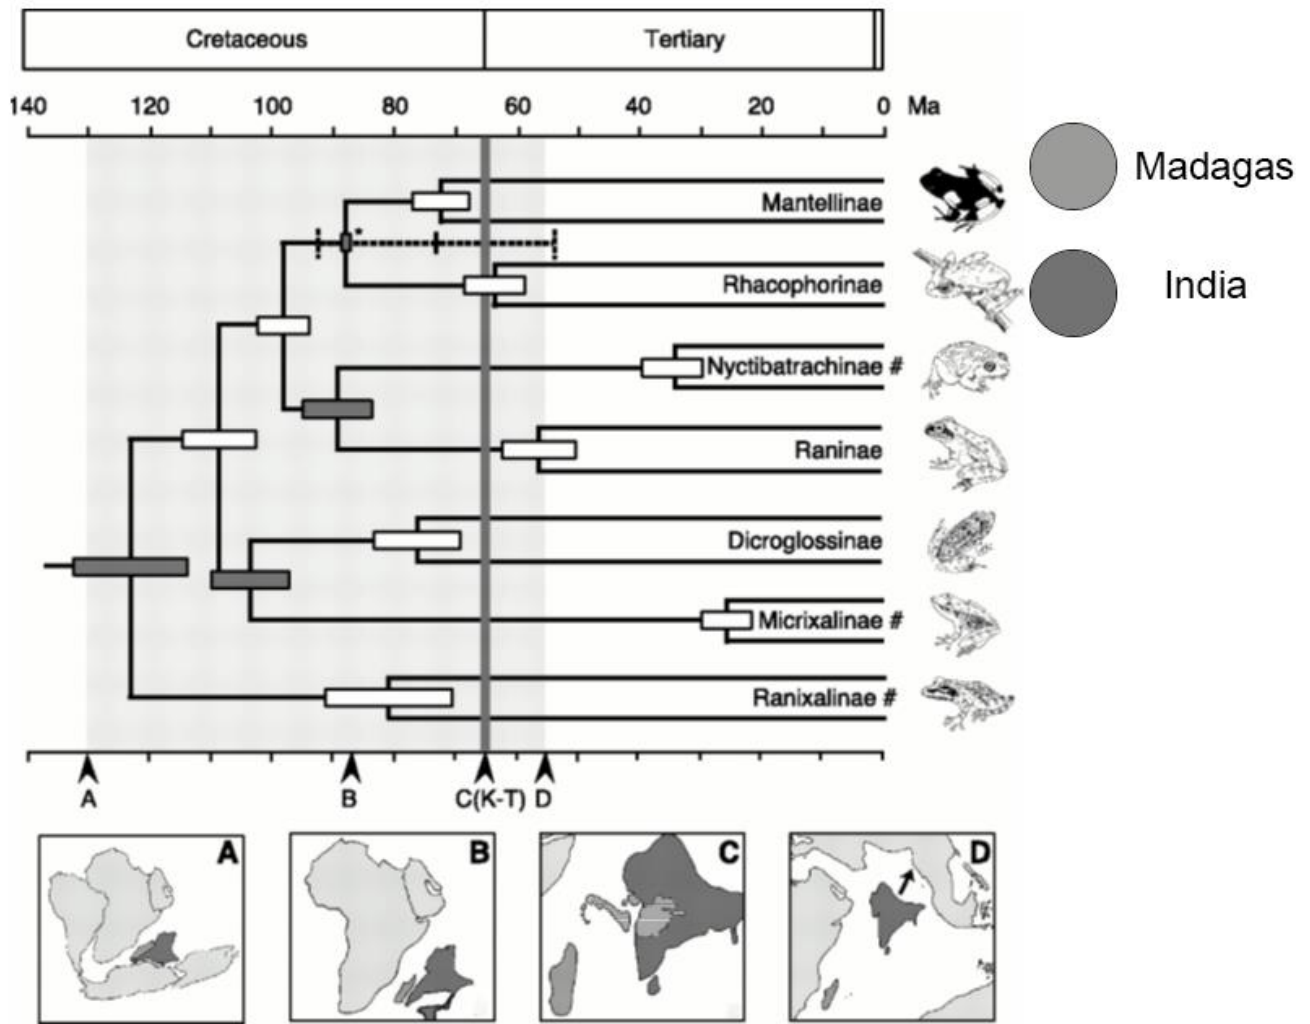 Cretaceous Tertiary
140 120 100 80 60 40 20 0 Ma
Madagas
Mantellinae
*
India
Rhacophorinae
Nyctibatrachinae #
Raninae
Dicroglossinae
Micrixalinae #
Ranixalinae #
A B C(K-T) D
A B C D